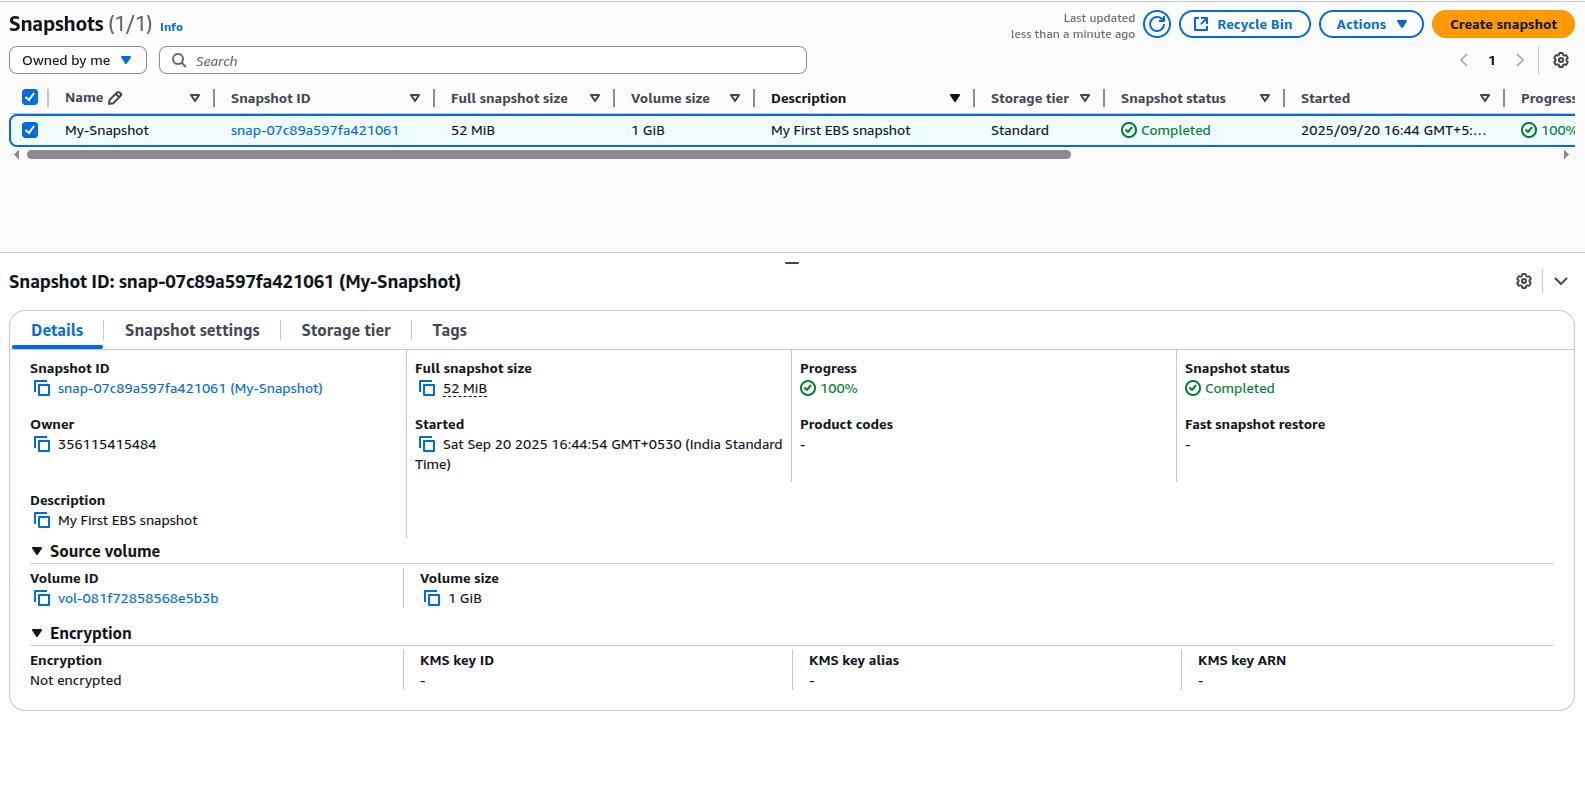 Snapshots (1/1) Info
Last updated
less than a minute ago
Recycle Bin
Actions
Create snapshot
Owned by me
Search
1
Name Snapshot ID Full snapshot size Volume size Description Storage tier Snapshot status Started Progress
My-Snapshot snap-07c89a597fa421061 52 MiB 1 GiB My First EBS snapshot Standard Completed 2025/09/20 16:44 GMT+5:... 100%
Snapshot ID: snap-07c89a597fa421061 (My-Snapshot)
Details Snapshot settings Storage tier Tags
Snapshot ID Full snapshot size Progress Snapshot status
snap-07c89a597fa421061 (My-Snapshot) 52 MiB 100% Completed
Owner Started Product codes Fast snapshot restore
356115415484 Sat Sep 20 2025 16:44:54 GMT+0530 (India Standard - -
Time)
Description
My First EBS snapshot
Source volume
Volume ID Volume size
vol-081f72858568e5b3b 1 GiB
Encryption
Encryption KMS key ID KMS key alias KMS key ARN
Not encrypted - - -